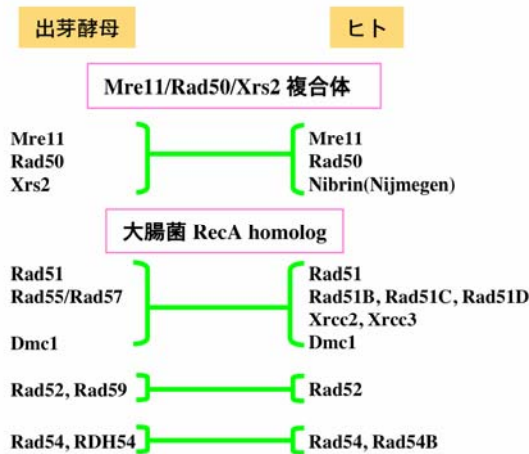 出芽酵母 ヒト
Mre11/Rad50/Xrs2 複合体
Mre11 Mre11
Rad50 Rad50
Xrs2 Nibrin(Nijmegen)
大腸菌 RecA homolog
Rad51 Rad51
Rad55/Rad57 Rad51B, Rad51C, Rad51D
Xrcc2, Xrcc3
Dmc1 Dmc1
Rad52, Rad59 Rad52
Rad54, RDH54 Rad54, Rad54B